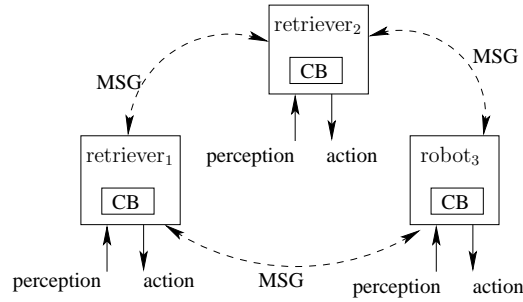 retriever₂
CB
MSG
MSG
perception
action
retriever₁
CB
robot₃
CB
perception
action
MSG
perception
action